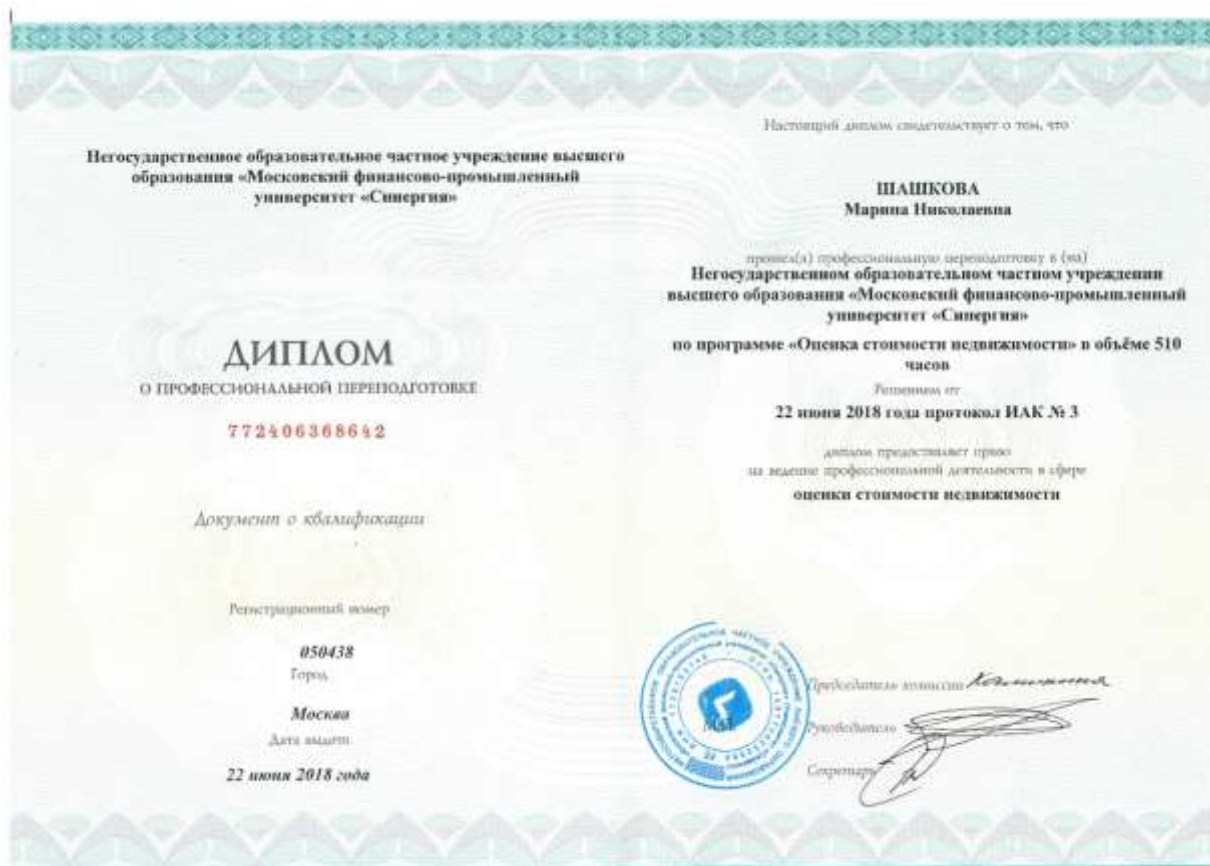 Негосударственное образовательное частное учреждение высшего
образования «Московский финансово-промышленный
университет «Синергия»
ДИПЛОМ
О ПРОФЕССИОНАЛЬНОЙ ПЕРЕПОДГОТОВКЕ
772406368642
Документ о квалификации
Регистрационный номер
050438
Город
Москва
Дата выдачи
22 июня 2018 года
Настоящий диплом свидетельствует о том, что
ШАШКОВА
Марина Николаевна
прошел(а) профессиональную переподготовку в (на)
Негосударственном образовательном частном учреждении
высшего образования «Московский финансово-промышленный
университет «Синергия»
по программе «Оценка стоимости недвижимости» в объёме 510
часов
Решением от
22 июня 2018 года протокол ИАК № 3
диплом предоставляет право
на ведение профессиональной деятельности в сфере
оценки стоимости недвижимости
Председатель комиссии
Руководитель
Секретарь